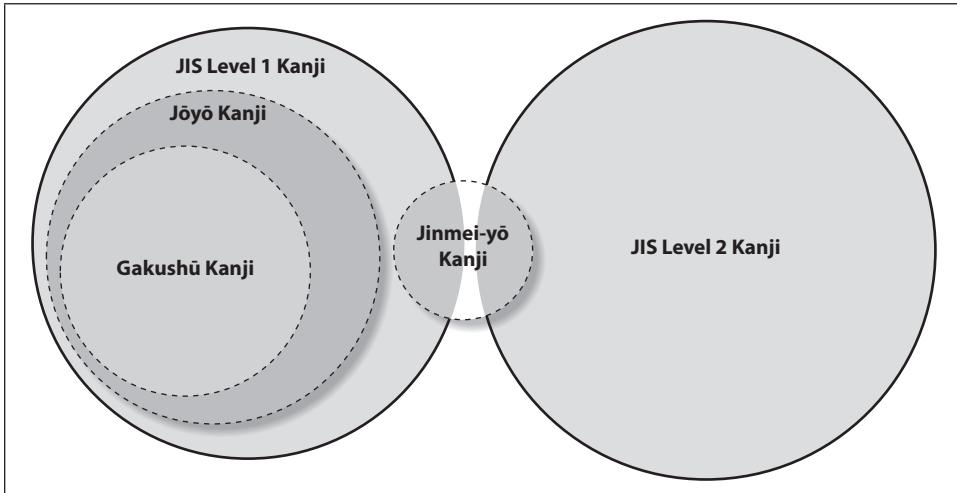 JIS Level 1 Kanji
Jōyō Kanji
Gakushū Kanji
Jinmei-yō
Kanji
JIS Level 2 Kanji